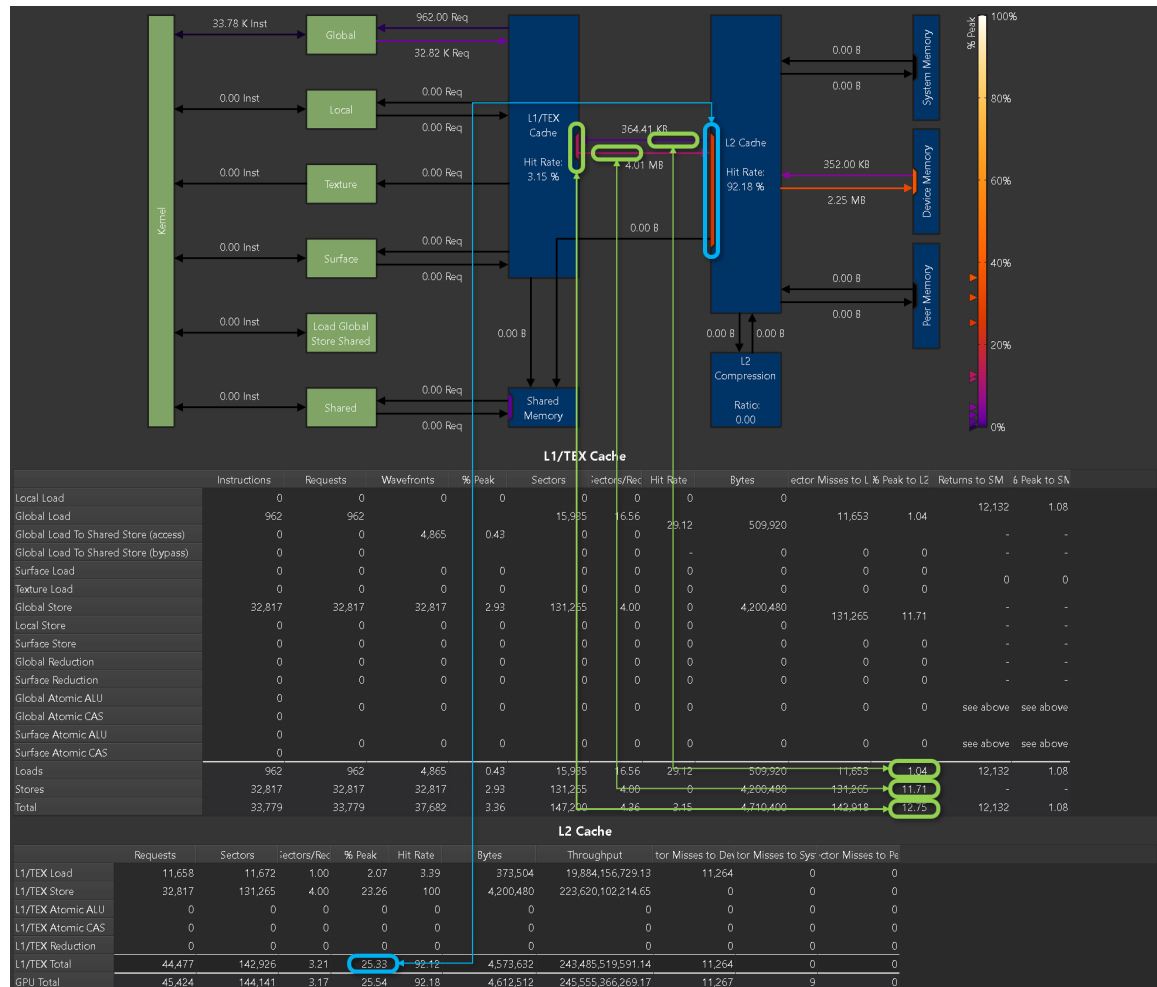 33.78 K Inst
Global
962.00 Req
32.82 K Req
0.00 Inst
Local
0.00 Req
0.00 Req
0.00 Inst
Texture
0.00 Req
0.00 Inst
Surface
0.00 Req
0.00 Req
0.00 Inst
Load Global
Store Shared
0.00 Inst
Shared
0.00 Req
0.00 Req
Kernel
L1/TEX
Cache
Hit Rate:
3.15 %
364.41 KB
4.01 MB
0.00 B
0.00 B
Shared
Memory
L2 Cache
Hit Rate:
92.18 %
0.00 B
0.00 B
System Memory
352.00 KB
2.25 MB
Device Memory
0.00 B
0.00 B
Peer Memory
0.00 B
0.00 B
L2
Compression
Ratio:
0.00
% Peak
100%
80%
60%
40%
20%
0%
L1/TEX Cache
Instructions Requests Wavefronts % Peak Sectors Sectors/Req Hit Rate Bytes ector Misses to L % Peak to L2 Returns to SM % Peak to SM
Local Load 0 0 0 0 0 0 0 0
Global Load 962 962 15,935 16.56 29.12 509,920 11,653 1.04 12,132 1.08
Global Load To Shared Store (access) 0 0 4,865 0.43 0 0 - -
Global Load To Shared Store (bypass) 0 0 0 0 - 0 0 0 - -
Surface Load 0 0 0 0 0 0 0 0 0 0 0 0
Texture Load 0 0 0 0 0 0 0 0 0 0
Global Store 32,817 32,817 32,817 2.93 131,265 4.00 0 4,200,480 131,265 11.71 - -
Local Store 0 0 0 0 0 0 0 0 - -
Surface Store 0 0 0 0 0 0 0 0 0 0 - -
Global Reduction 0 0 0 0 0 0 0 0 0 0 - -
Surface Reduction 0 0 0 0 0 0 0 0 0 0 - -
Global Atomic ALU 0
Global Atomic CAS 0 0 0 0 0 0 0 0 0 0 see above see above
Surface Atomic ALU 0
Surface Atomic CAS 0 0 0 0 0 0 0 0 0 0 see above see above
Loads 962 962 4,865 0.43 15,935 16.56 29.12 509,920 11,653 1.04 12,132 1.08
Stores 32,817 32,817 32,817 2.93 131,265 4.00 0 4,200,480 131,265 11.71 - -
Total 33,779 33,779 37,682 3.36 147,200 4.36 3.15 4,710,400 142,918 12.75 12,132 1.08
L2 Cache
Requests Sectors Sectors/Req % Peak Hit Rate Bytes Throughput tor Misses to Dev tor Misses to Sys ctor Misses to Pe
L1/TEX Load 11,658 11,672 1.00 2.07 3.39 373,504 19,884,156,729.13 11,264 0 0
L1/TEX Store 32,817 131,265 4.00 23.26 100 4,200,480 223,620,102,214.65 0 0 0
L1/TEX Atomic ALU 0 0 0 0 0 0 0 0 0 0
L1/TEX Atomic CAS 0 0 0 0 0 0 0 0 0 0
L1/TEX Reduction 0 0 0 0 0 0 0 0 0 0
L1/TEX Total 44,477 142,926 3.21 25.33 92.12 4,573,632 243,485,519,591.14 11,264 0 0
GPU Total 45,424 144,141 3.17 25.54 92.18 4,612,512 245,555,366,269.17 11,267 9 0